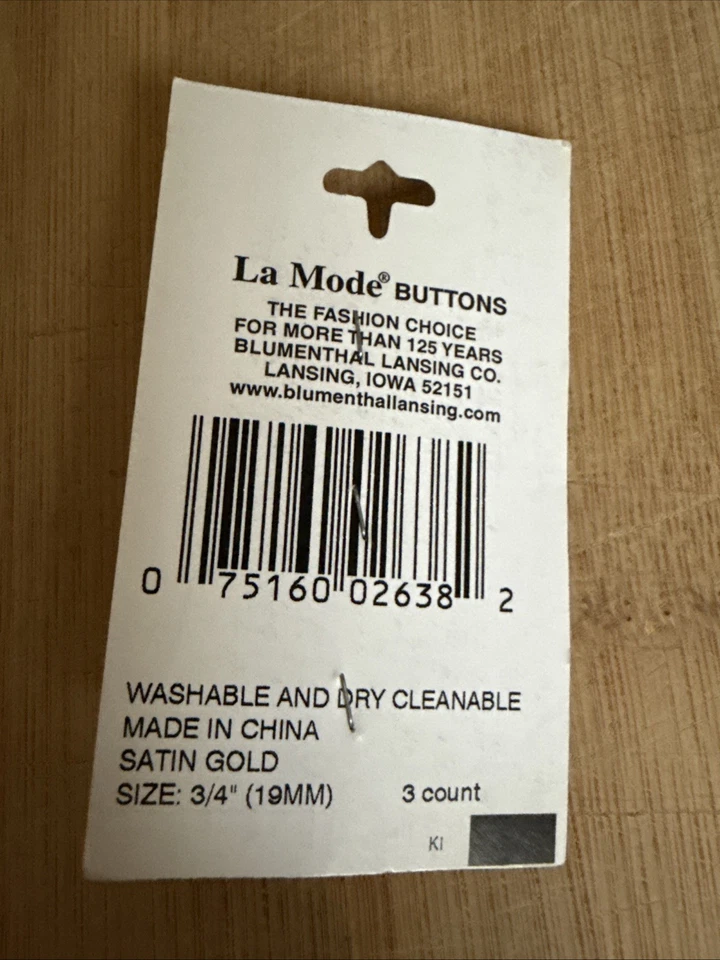 La Mode® BUTTONS
THE FASHION CHOICE
FOR MORE THAN 125 YEARS
BLUMENTHAL LANSING CO.
LANSING, IOWA 52151
www.blumenthallansing.com
0 75160 02638 2
WASHABLE AND DRY CLEANABLE
MADE IN CHINA
SATIN GOLD
SIZE: 3/4" (19MM) 3 count
KI